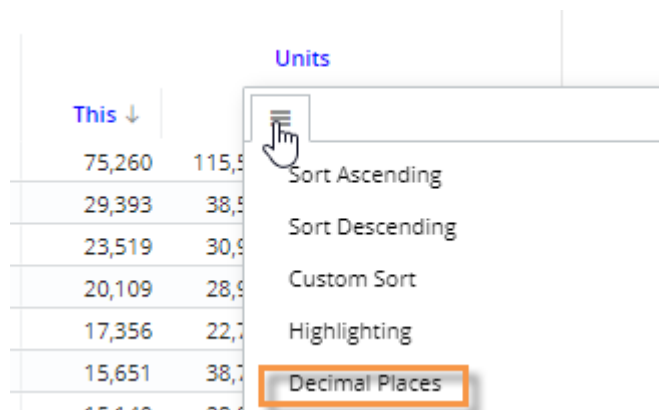 Units
This ↓
75,260
29,393
23,519
20,109
17,356
15,651
Sort Ascending
Sort Descending
Custom Sort
Highlighting
Decimal Places